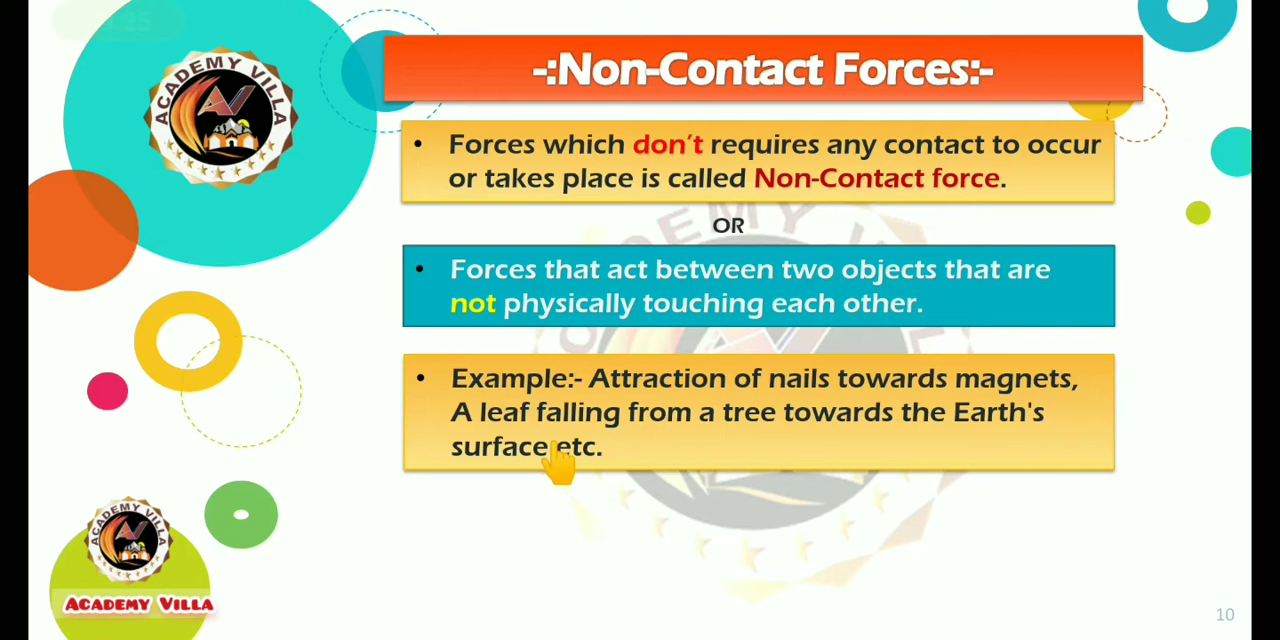 ACADEMY VILLA
-:Non-Contact Forces:-
• Forces which don't requires any contact to occur
or takes place is called Non-Contact force.
OR
• Forces that act between two objects that are
not physically touching each other.
• Example:- Attraction of nails towards magnets,
A leaf falling from a tree towards the Earth's
surface etc.
ACADEMY VILLA
ACADEMY VILLA
10